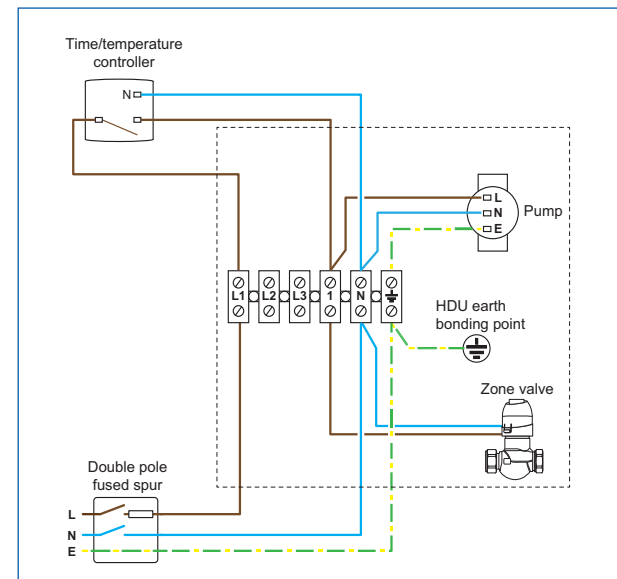 Time/temperature
controller
N
L
N
E
Pump
L1 L2 L3 1 N
HDU earth
bonding point
Zone valve
Double pole
fused spur
L
N
E